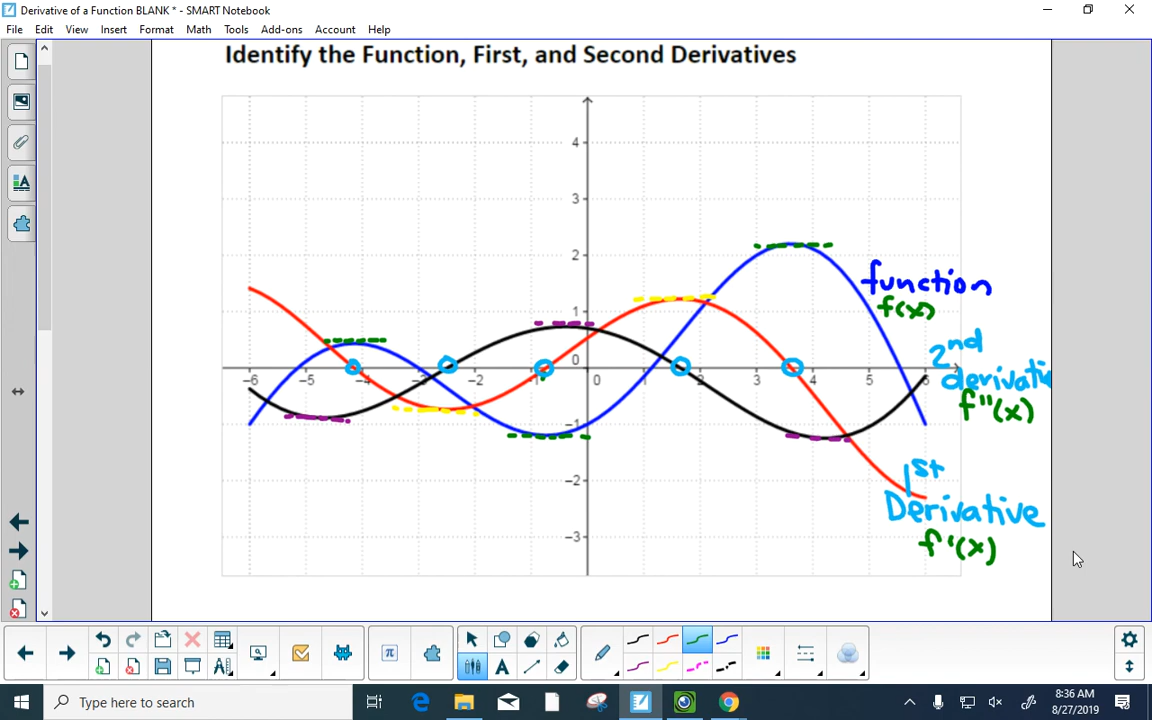 Derivative of a Function BLANK * - SMART Notebook
File Edit View Insert Format Math Tools Add-ons Account Help
Identify the Function, First, and Second Derivatives
4
3
2
1
0
−6 −5 −4 −2 0 1 2 3 4 5 6
−1
−2
−3
function
f(x)
2nd
derivativ
f''(x)
1st
Derivative
f'(x)
π
A
Type here to search
8:36 AM
8/27/2019